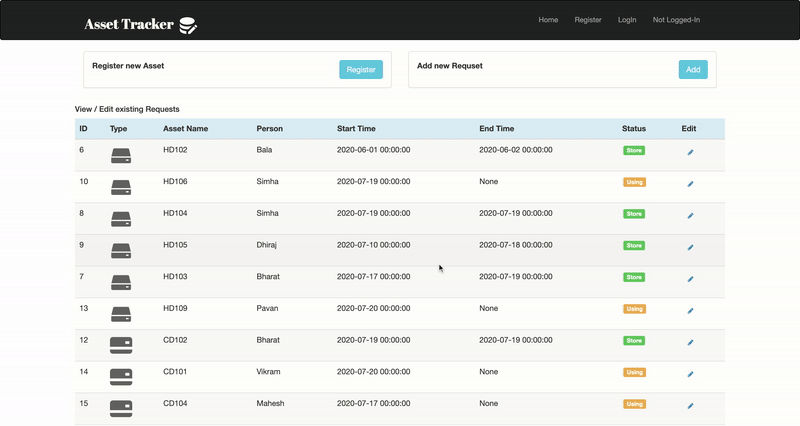 Asset Tracker Home Register LogIn Not Logged-In
Register new Asset Register Add new Requset Add
View / Edit existing Requests
ID Type Asset Name Person Start Time End Time Status Edit
6 HD102 Bala 2020-06-01 00:00:00 2020-06-02 00:00:00 Store
10 HD106 Simha 2020-07-19 00:00:00 None Using
8 HD104 Simha 2020-07-19 00:00:00 2020-07-19 00:00:00 Store
9 HD105 Dhiraj 2020-07-10 00:00:00 2020-07-18 00:00:00 Store
7 HD103 Bharat 2020-07-17 00:00:00 2020-07-19 00:00:00 Store
13 HD109 Pavan 2020-07-20 00:00:00 None Using
12 CD102 Bharat 2020-07-19 00:00:00 2020-07-19 00:00:00 Store
14 CD101 Vikram 2020-07-20 00:00:00 None Using
15 CD104 Mahesh 2020-07-17 00:00:00 None Using